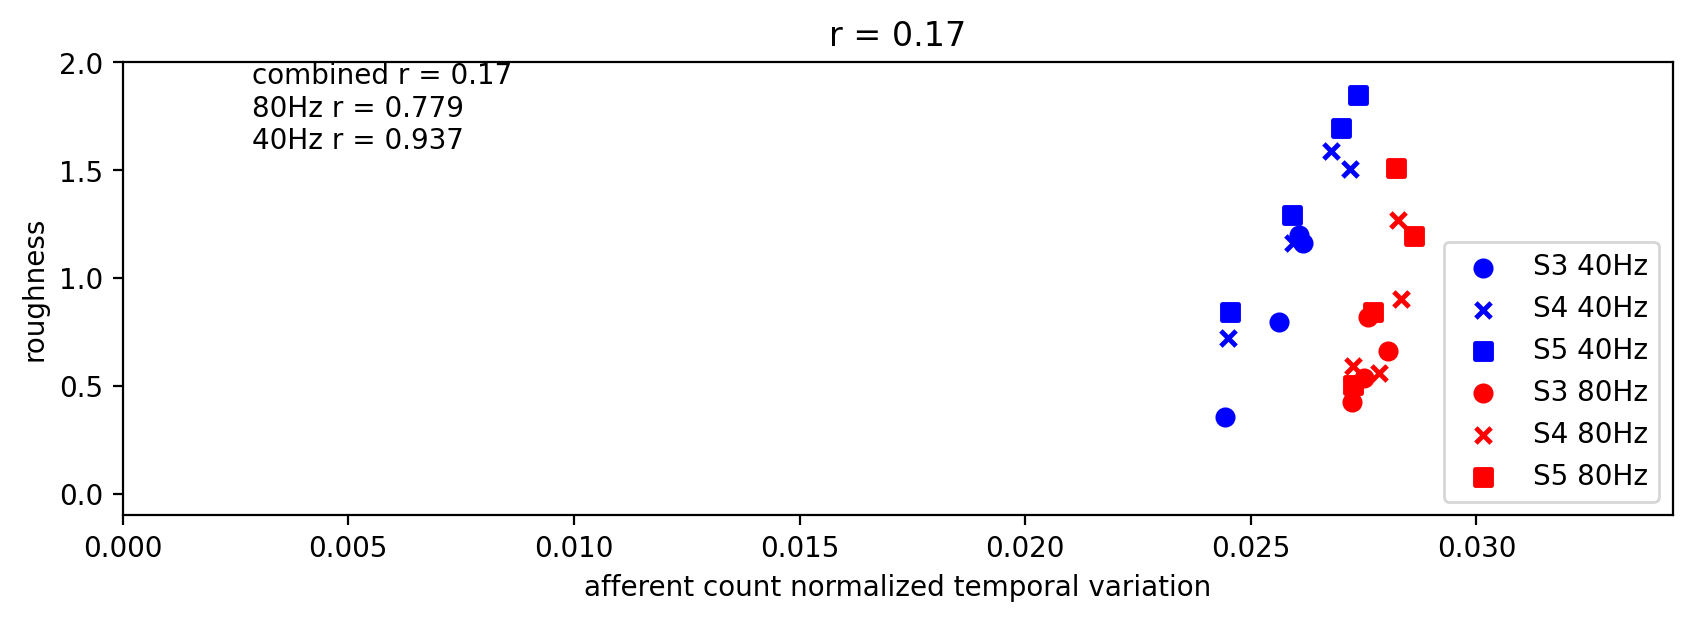 r = 0.17
combined r = 0.17
80Hz r = 0.779
40Hz r = 0.937
2.0
1.5
1.0
0.5
0.0
roughness
S3 40Hz
S4 40Hz
S5 40Hz
S3 80Hz
S4 80Hz
S5 80Hz
0.000 0.005 0.010 0.015 0.020 0.025 0.030
afferent count normalized temporal variation